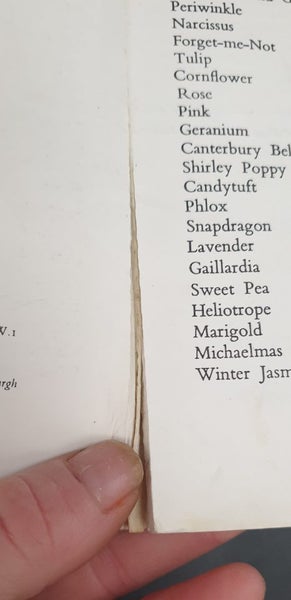 W.1
Periwinkle
Narcissus
Forget-me-Not
Tulip
Cornflower
Rose
Pink
Geranium
Canterbury Bel
Shirley Poppy
Candytuft
Phlox
Snapdragon
Lavender
Gaillardia
Sweet Pea
Heliotrope
Marigold
Michaelmas
Winter Jasm